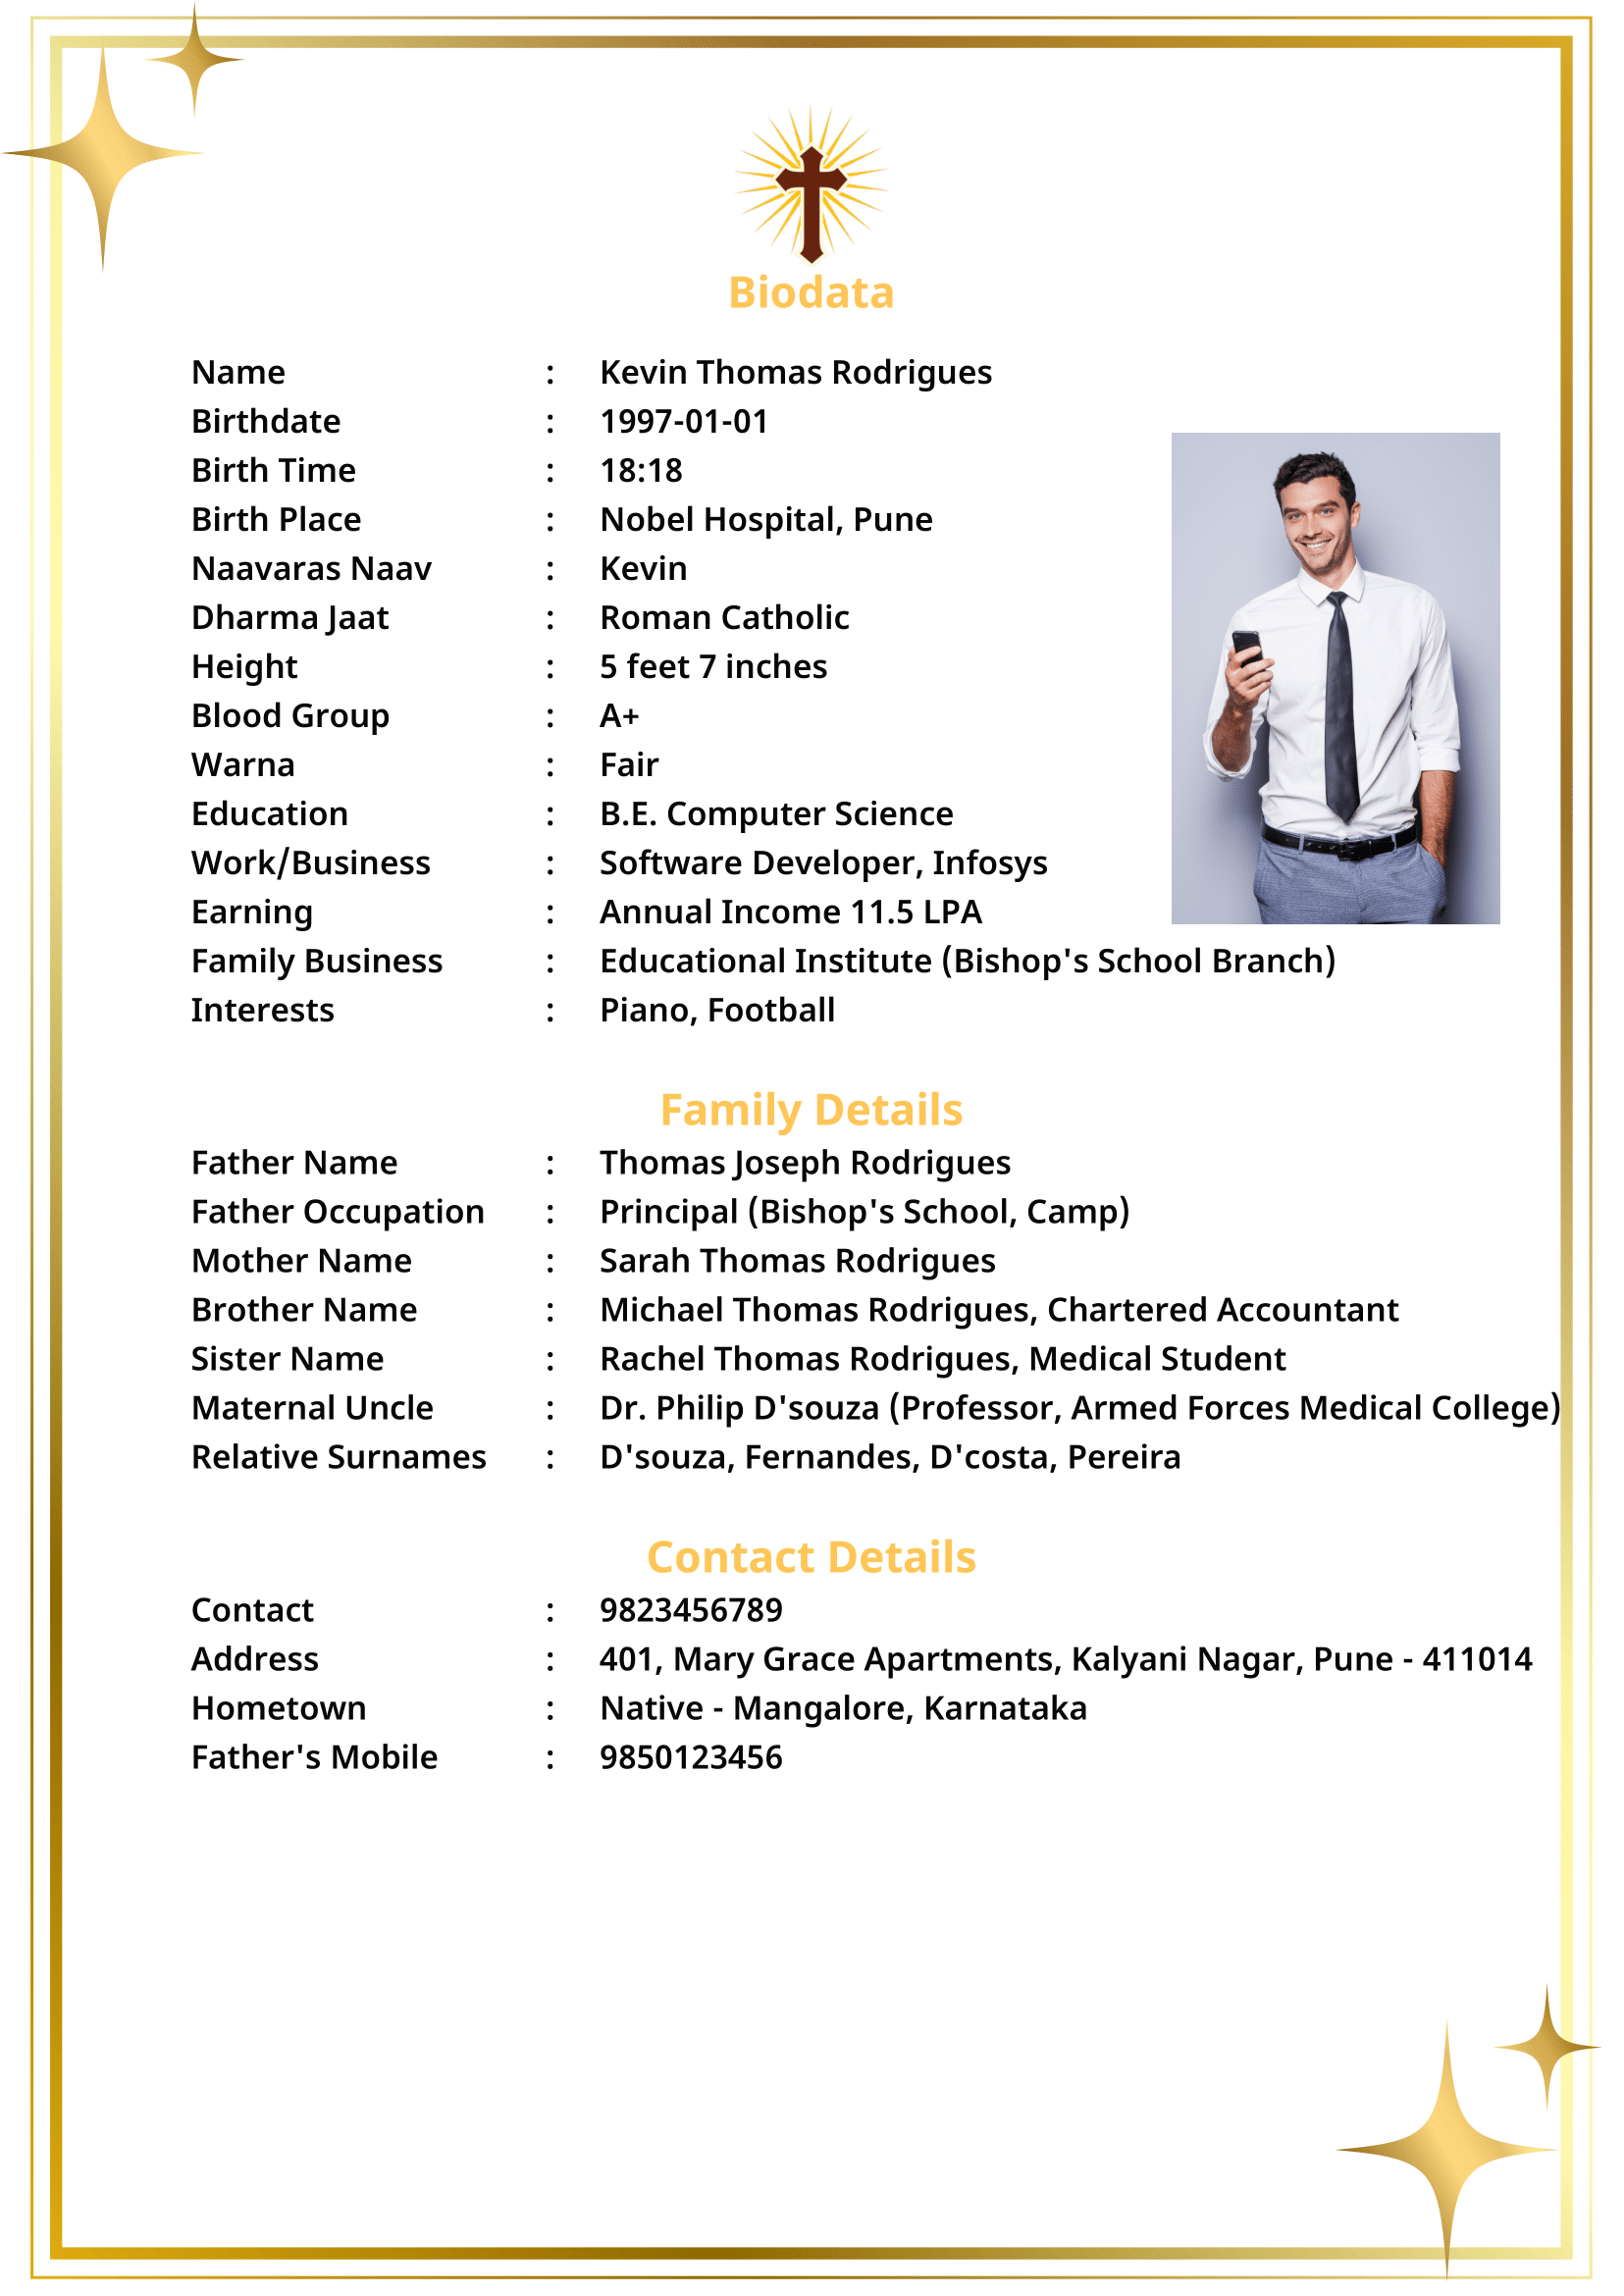 Biodata
Name : Kevin Thomas Rodrigues
Birthdate : 1997-01-01
Birth Time : 18:18
Birth Place : Nobel Hospital, Pune
Naavaras Naav : Kevin
Dharma Jaat : Roman Catholic
Height : 5 feet 7 inches
Blood Group : A+
Warna : Fair
Education : B.E. Computer Science
Work/Business : Software Developer, Infosys
Earning : Annual Income 11.5 LPA
Family Business : Educational Institute (Bishop's School Branch)
Interests : Piano, Football
Family Details
Father Name : Thomas Joseph Rodrigues
Father Occupation : Principal (Bishop's School, Camp)
Mother Name : Sarah Thomas Rodrigues
Brother Name : Michael Thomas Rodrigues, Chartered Accountant
Sister Name : Rachel Thomas Rodrigues, Medical Student
Maternal Uncle : Dr. Philip D'souza (Professor, Armed Forces Medical College)
Relative Surnames : D'souza, Fernandes, D'costa, Pereira
Contact Details
Contact : 9823456789
Address : 401, Mary Grace Apartments, Kalyani Nagar, Pune - 411014
Hometown : Native - Mangalore, Karnataka
Father's Mobile : 9850123456